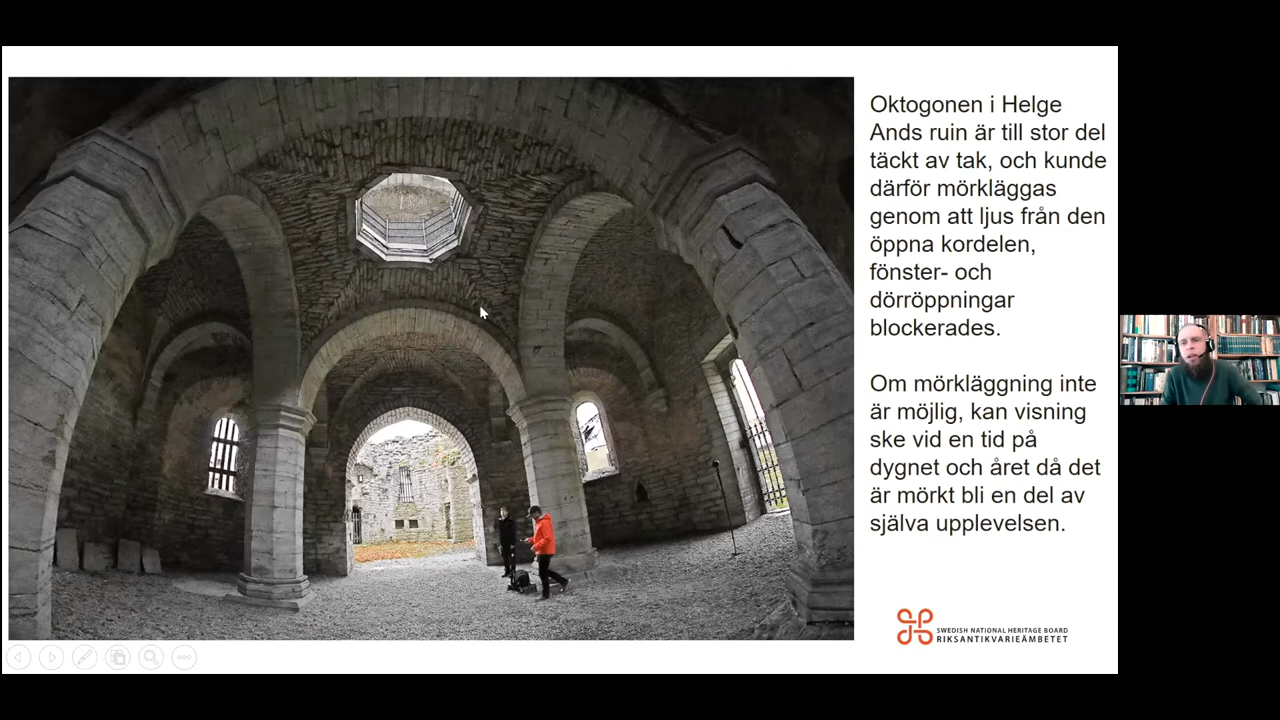 Oktogonen i Helge
Ands ruin är till stor del
täckt av tak, och kunde
därför mörkläggas
genom att ljus från den
öppna kordelen,
fönster- och
dörröppningar
blockerades.
Om mörkläggning inte
är möjlig, kan visning
ske vid en tid på
dygnet och året då det
är mörkt bli en del av
själva upplevelsen.
SWEDISH NATIONAL HERITAGE BOARD
RIKSANTIKVARIEÄMBETET